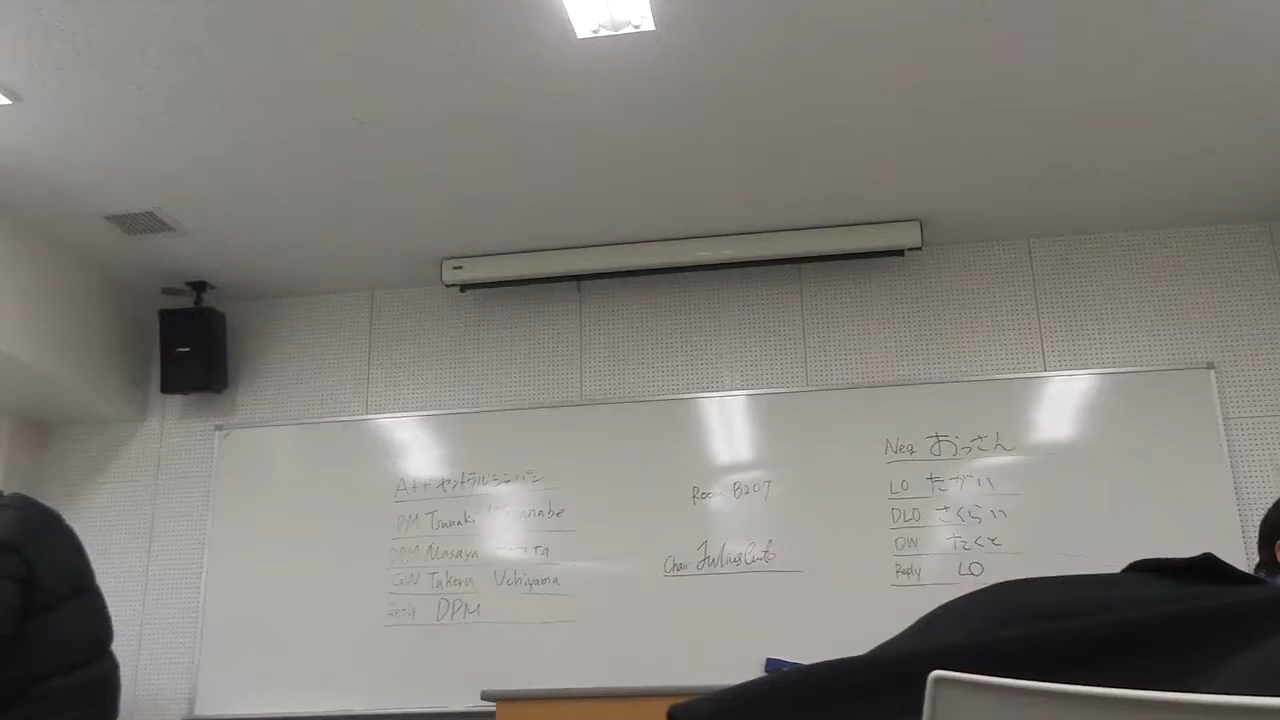 Aff セントラルジャパン
PM Tsunaki
DPM Masaya
GW Takeru Uchiyama
Reply DPM
Room B207
Chair
Neg おっさん
LO たがい
DLO さくらい
OW たくと
Reply LO